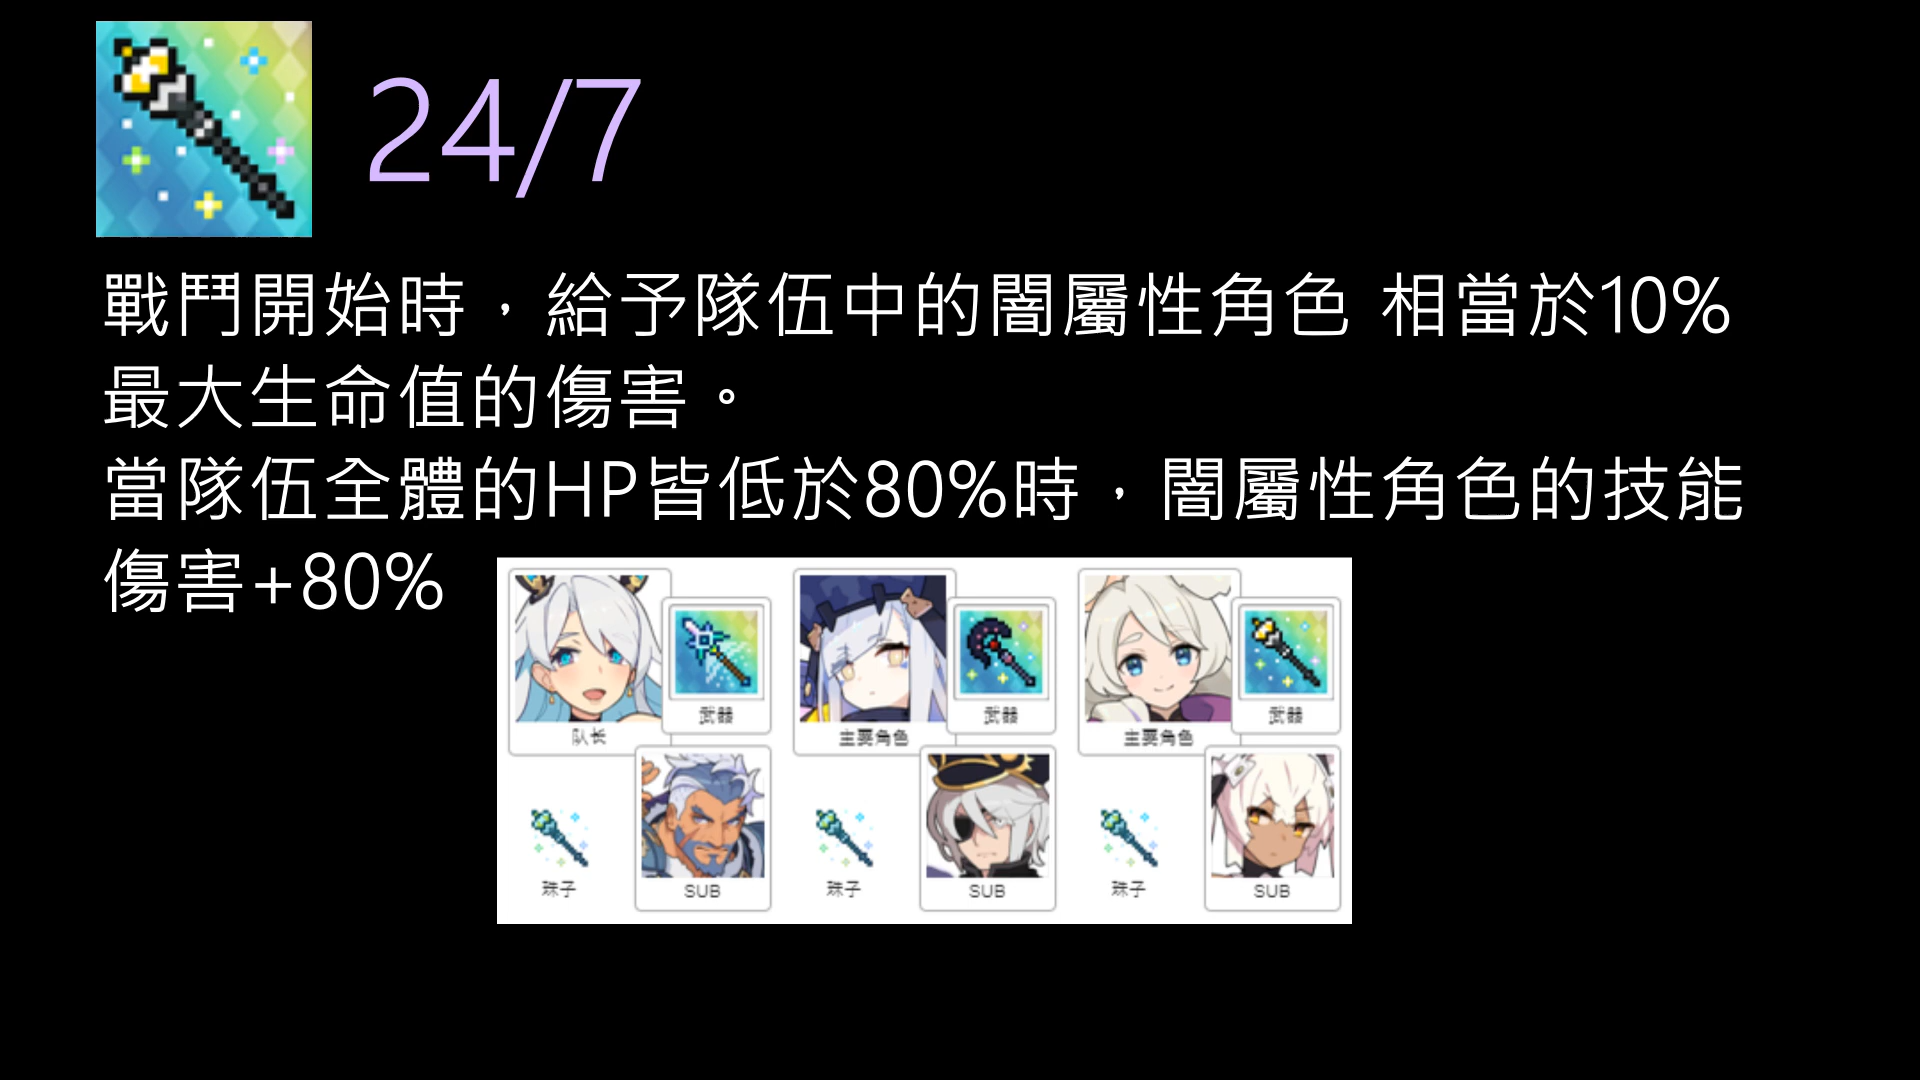 24/7
戰鬥開始時，給予隊伍中的闇屬性角色 相當於10%
最大生命值的傷害。
當隊伍全體的HP皆低於80%時，闇屬性角色的技能
傷害+80%
武器 武器 武器
队长 主要角色 主要角色
珠子 SUB 珠子 SUB 珠子 SUB